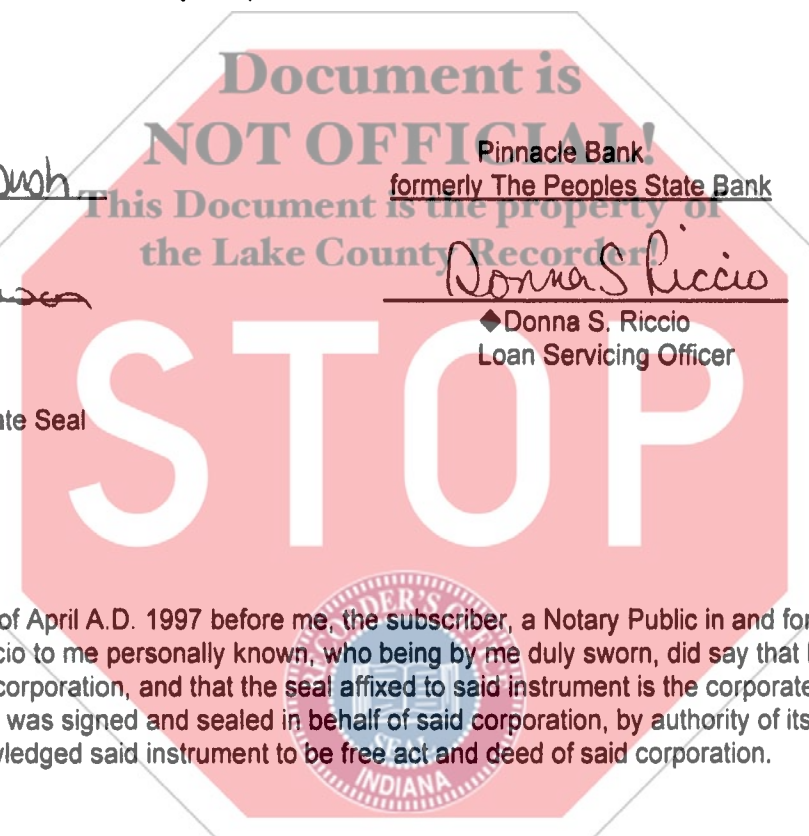 Document is
NOT OFFICIAL!
This Document is the property of
the Lake County Recorder!
Pinnacle Bank
formerly The Peoples State Bank
Donna S Riccio
◆Donna S. Riccio
Loan Servicing Officer
ate Seal
STOP
of April A.D. 1997 before me, the subscriber, a Notary Public in and for
cio to me personally known, who being by me duly sworn, did say that
corporation, and that the seal affixed to said instrument is the corporate
was signed and sealed in behalf of said corporation, by authority of its
ledged said instrument to be free act and deed of said corporation.
RECORDER'S OFFICE
SEAL
INDIANA